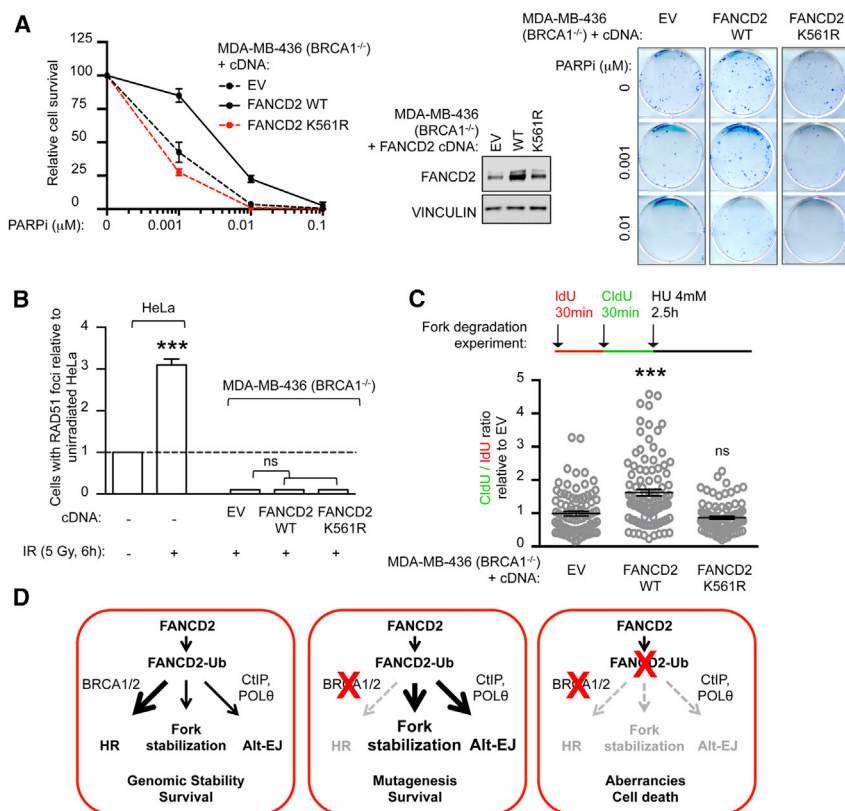 A
MDA-MB-436 (BRCA1-/-)
+ cDNA:
EV
FANCD2 WT
FANCD2 K561R
Relative cell survival
125
100
75
50
25
0
PARPi (μM):
0
0.001
0.01
0.1
MDA-MB-436
(BRCA1-/-)
+ FANCD2 cDNA:
EV
WT
K561R
FANCD2
VINCULIN
MDA-MB-436
(BRCA1-/-) + cDNA:
EV
FANCD2
WT
FANCD2
K561R
PARPi (μM)
0
0.001
0.01
B
Cells with RAD51 foci relative to
unirradiated HeLa
4
3
2
1
HeLa
***
MDA-MB-436 (BRCA1-/-)
ns
cDNA:
-
-
EV
FANCD2
WT
FANCD2
K561R
IR (5 Gy, 6h):
-
+
+
+
+
C
IdU
30min
CldU
30min
HU 4mM
2.5h
Fork degradation
experiment:
CldU / IdU ratio
relative to EV
5
4
3
2
1
0
***
ns
MDA-MB-436 (BRCA1-/-)
+ cDNA:
EV
FANCD2
WT
FANCD2
K561R
D
FANCD2
FANCD2-Ub
BRCA1/2
CtIP,
POLθ
HR
Fork
stabilization
Alt-EJ
Genomic Stability
Survival
FANCD2
FANCD2-Ub
BRCA1/2
X
CtIP,
POLθ
HR
Fork
stabilization
Alt-EJ
Mutagenesis
Survival
FANCD2
FANCD2-Ub
X
BRCA1/2
X
CtIP,
POLθ
HR
Fork
stabilization
Alt-EJ
Aberrancies
Cell death